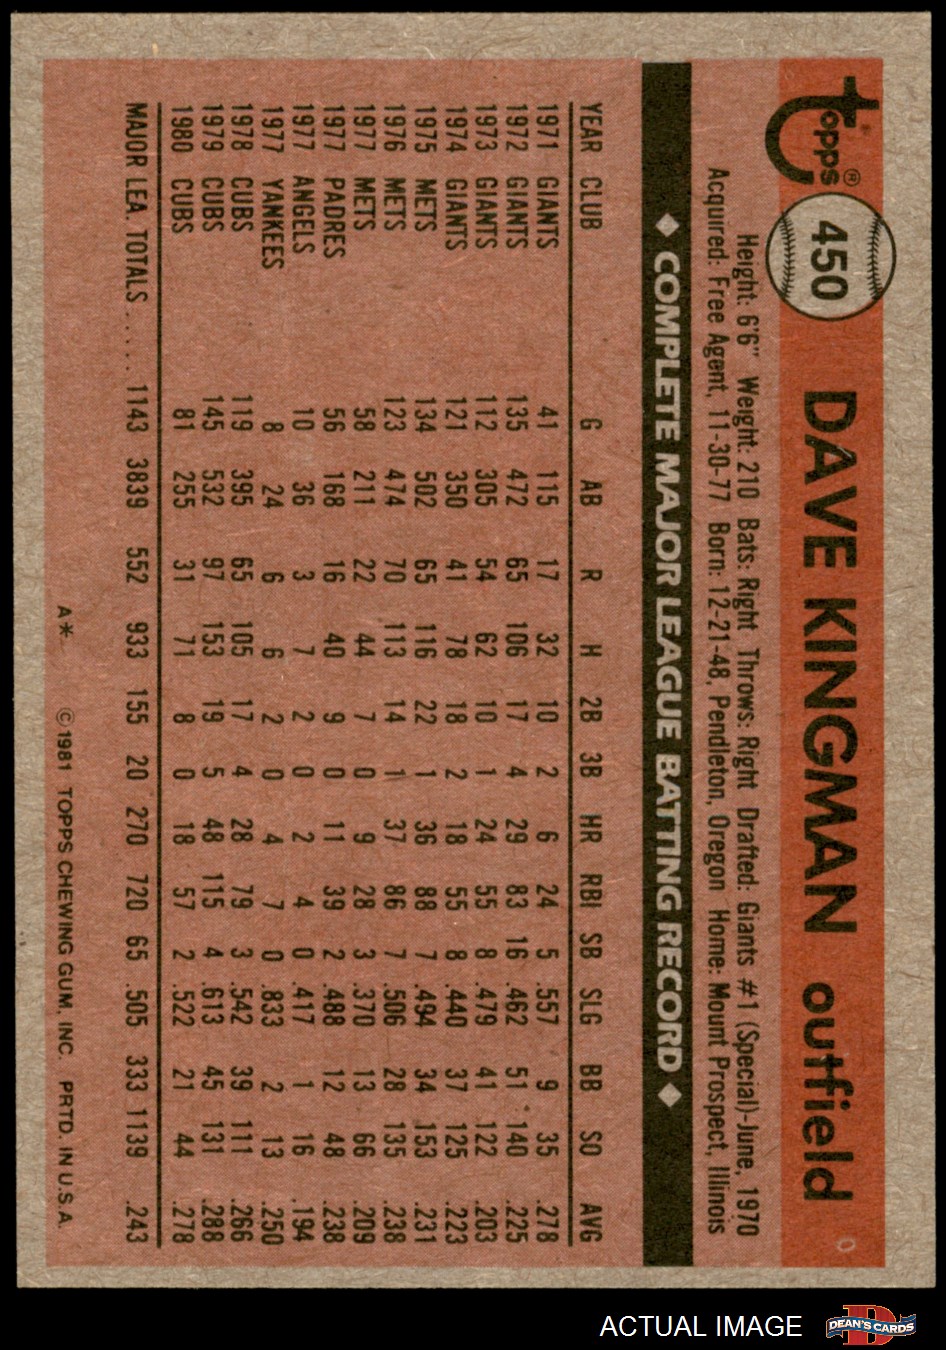 topps®
450 DAVE KINGMAN outfield O
Height: 6'6" Weight: 210 Bats: Right Throws: Right Drafted: Giants #1 (Special)-June, 1970
Acquired: Free Agent, 11-30-77 Born: 12-21-48, Pendleton, Oregon Home: Mount Prospect, Illinois
◆ COMPLETE MAJOR LEAGUE BATTING RECORD ◆
YEAR CLUB G AB R H 2B 3B HR RBI SB SLG BB SO AVG
1971 GIANTS 41 115 17 32 10 2 6 24 5 .557 9 35 .278
1972 GIANTS 135 472 65 106 17 4 29 83 16 .462 51 140 .225
1973 GIANTS 112 305 54 62 10 1 24 55 8 .479 41 122 .203
1974 GIANTS 121 350 41 78 18 2 18 55 8 .440 37 125 .223
1975 METS 134 502 65 116 22 1 36 88 7 .494 34 153 .231
1976 METS 123 474 70 113 14 1 37 86 7 .506 28 135 .238
1977 METS 58 211 22 44 7 0 9 28 3 .370 13 66 .209
1977 PADRES 56 168 16 40 9 0 11 39 2 .488 12 48 .238
1977 ANGELS 10 36 3 7 2 0 2 4 0 .417 1 16 .194
1977 YANKEES 8 24 6 6 2 0 4 7 0 .833 2 13 .250
1978 CUBS 119 395 65 105 17 4 28 79 3 .542 39 111 .266
1979 CUBS 145 532 97 153 19 5 48 115 4 .613 45 131 .288
1980 CUBS 81 255 31 71 8 0 18 57 2 .522 21 44 .278
MAJOR LEA. TOTALS ..... 1143 3839 552 933 155 20 270 720 65 .505 333 1139 .243
A* ©1981 TOPPS CHEWING GUM, INC. PRTD. IN U.S.A.
ACTUAL IMAGE D DEAN'S CARDS